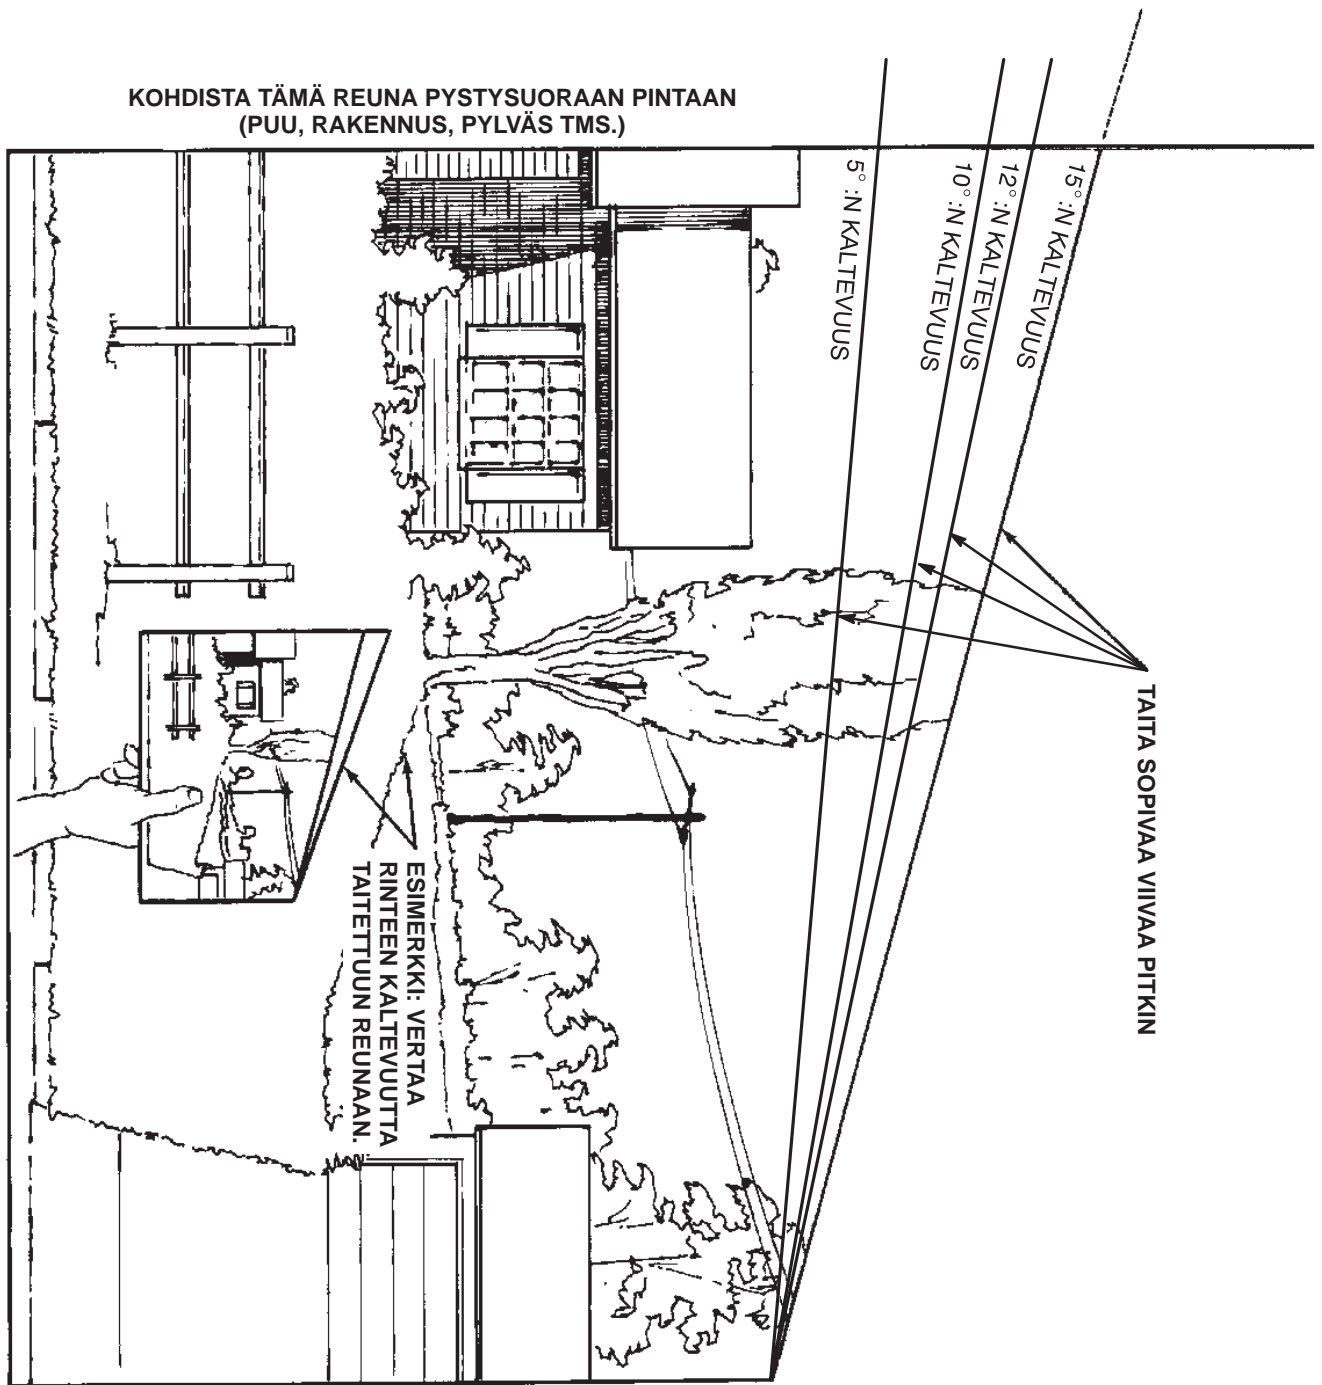 KOHDISTA TÄMÄ REUNA PYSTYSUORAAN PINTAAN
(PUU, RAKENNUS, PYLVÄS TMS.)
5° :N KALTEVUUS
10° :N KALTEVUUS
12° :N KALTEVUUS
15° :N KALTEVUUS
TAITA SOPIVAA VIIVAA PITKIN
ESIMERKKI: VERTAA
RINTEEN KALTEVUUTTA
TAITETTUUN REUNAAN.